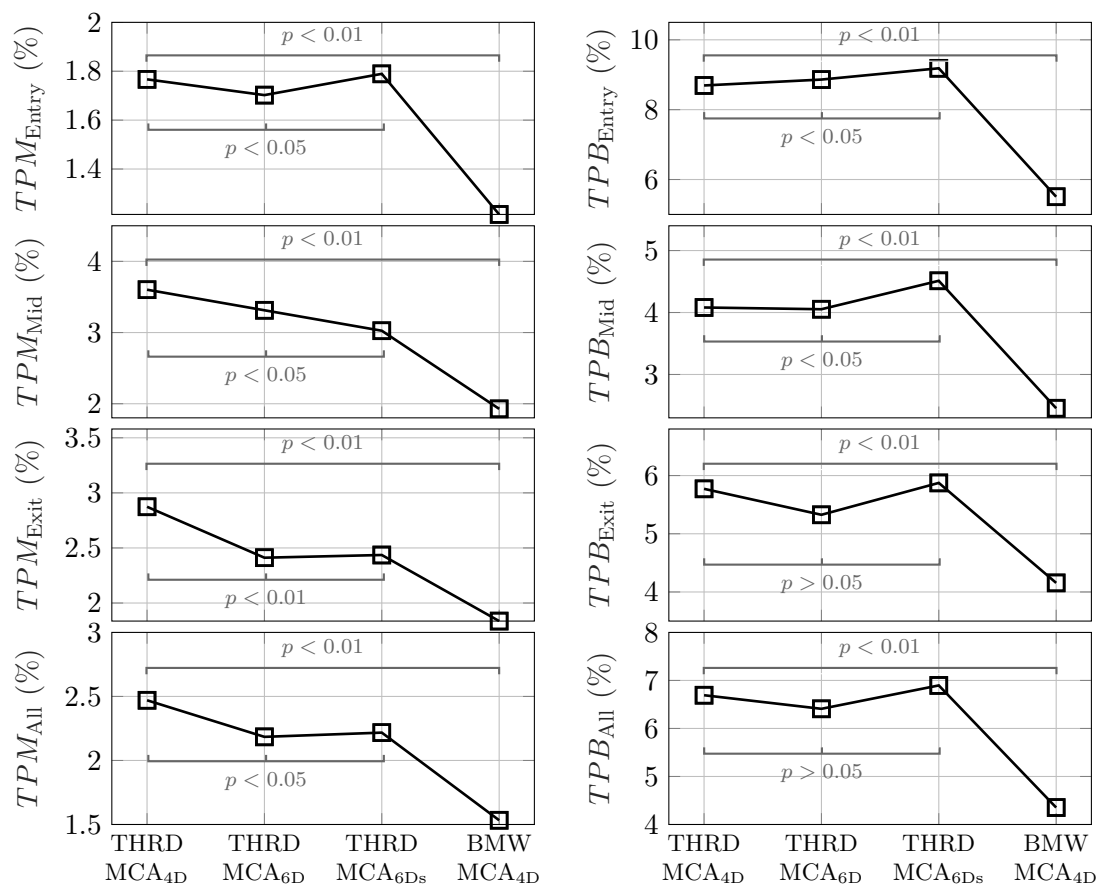 TPM_Entry (%)
2
1.8
1.6
1.4
p < 0.01
p < 0.05
TPB_Entry (%)
10
8
6
p < 0.01
p < 0.05
TPM_Mid (%)
4
3
2
p < 0.01
p < 0.05
TPB_Mid (%)
5
4
3
p < 0.01
p < 0.05
TPM_Exit (%)
3.5
3
2.5
2
p < 0.01
p < 0.01
TPB_Exit (%)
6
5
4
p < 0.01
p > 0.05
TPM_All (%)
3
2.5
2
1.5
p < 0.01
p < 0.05
TPB_All (%)
8
7
6
5
4
p < 0.01
p > 0.05
THRD THRD THRD BMW
MCA_4D MCA_6D MCA_6Ds MCA_4D
THRD THRD THRD BMW
MCA_4D MCA_6D MCA_6Ds MCA_4D